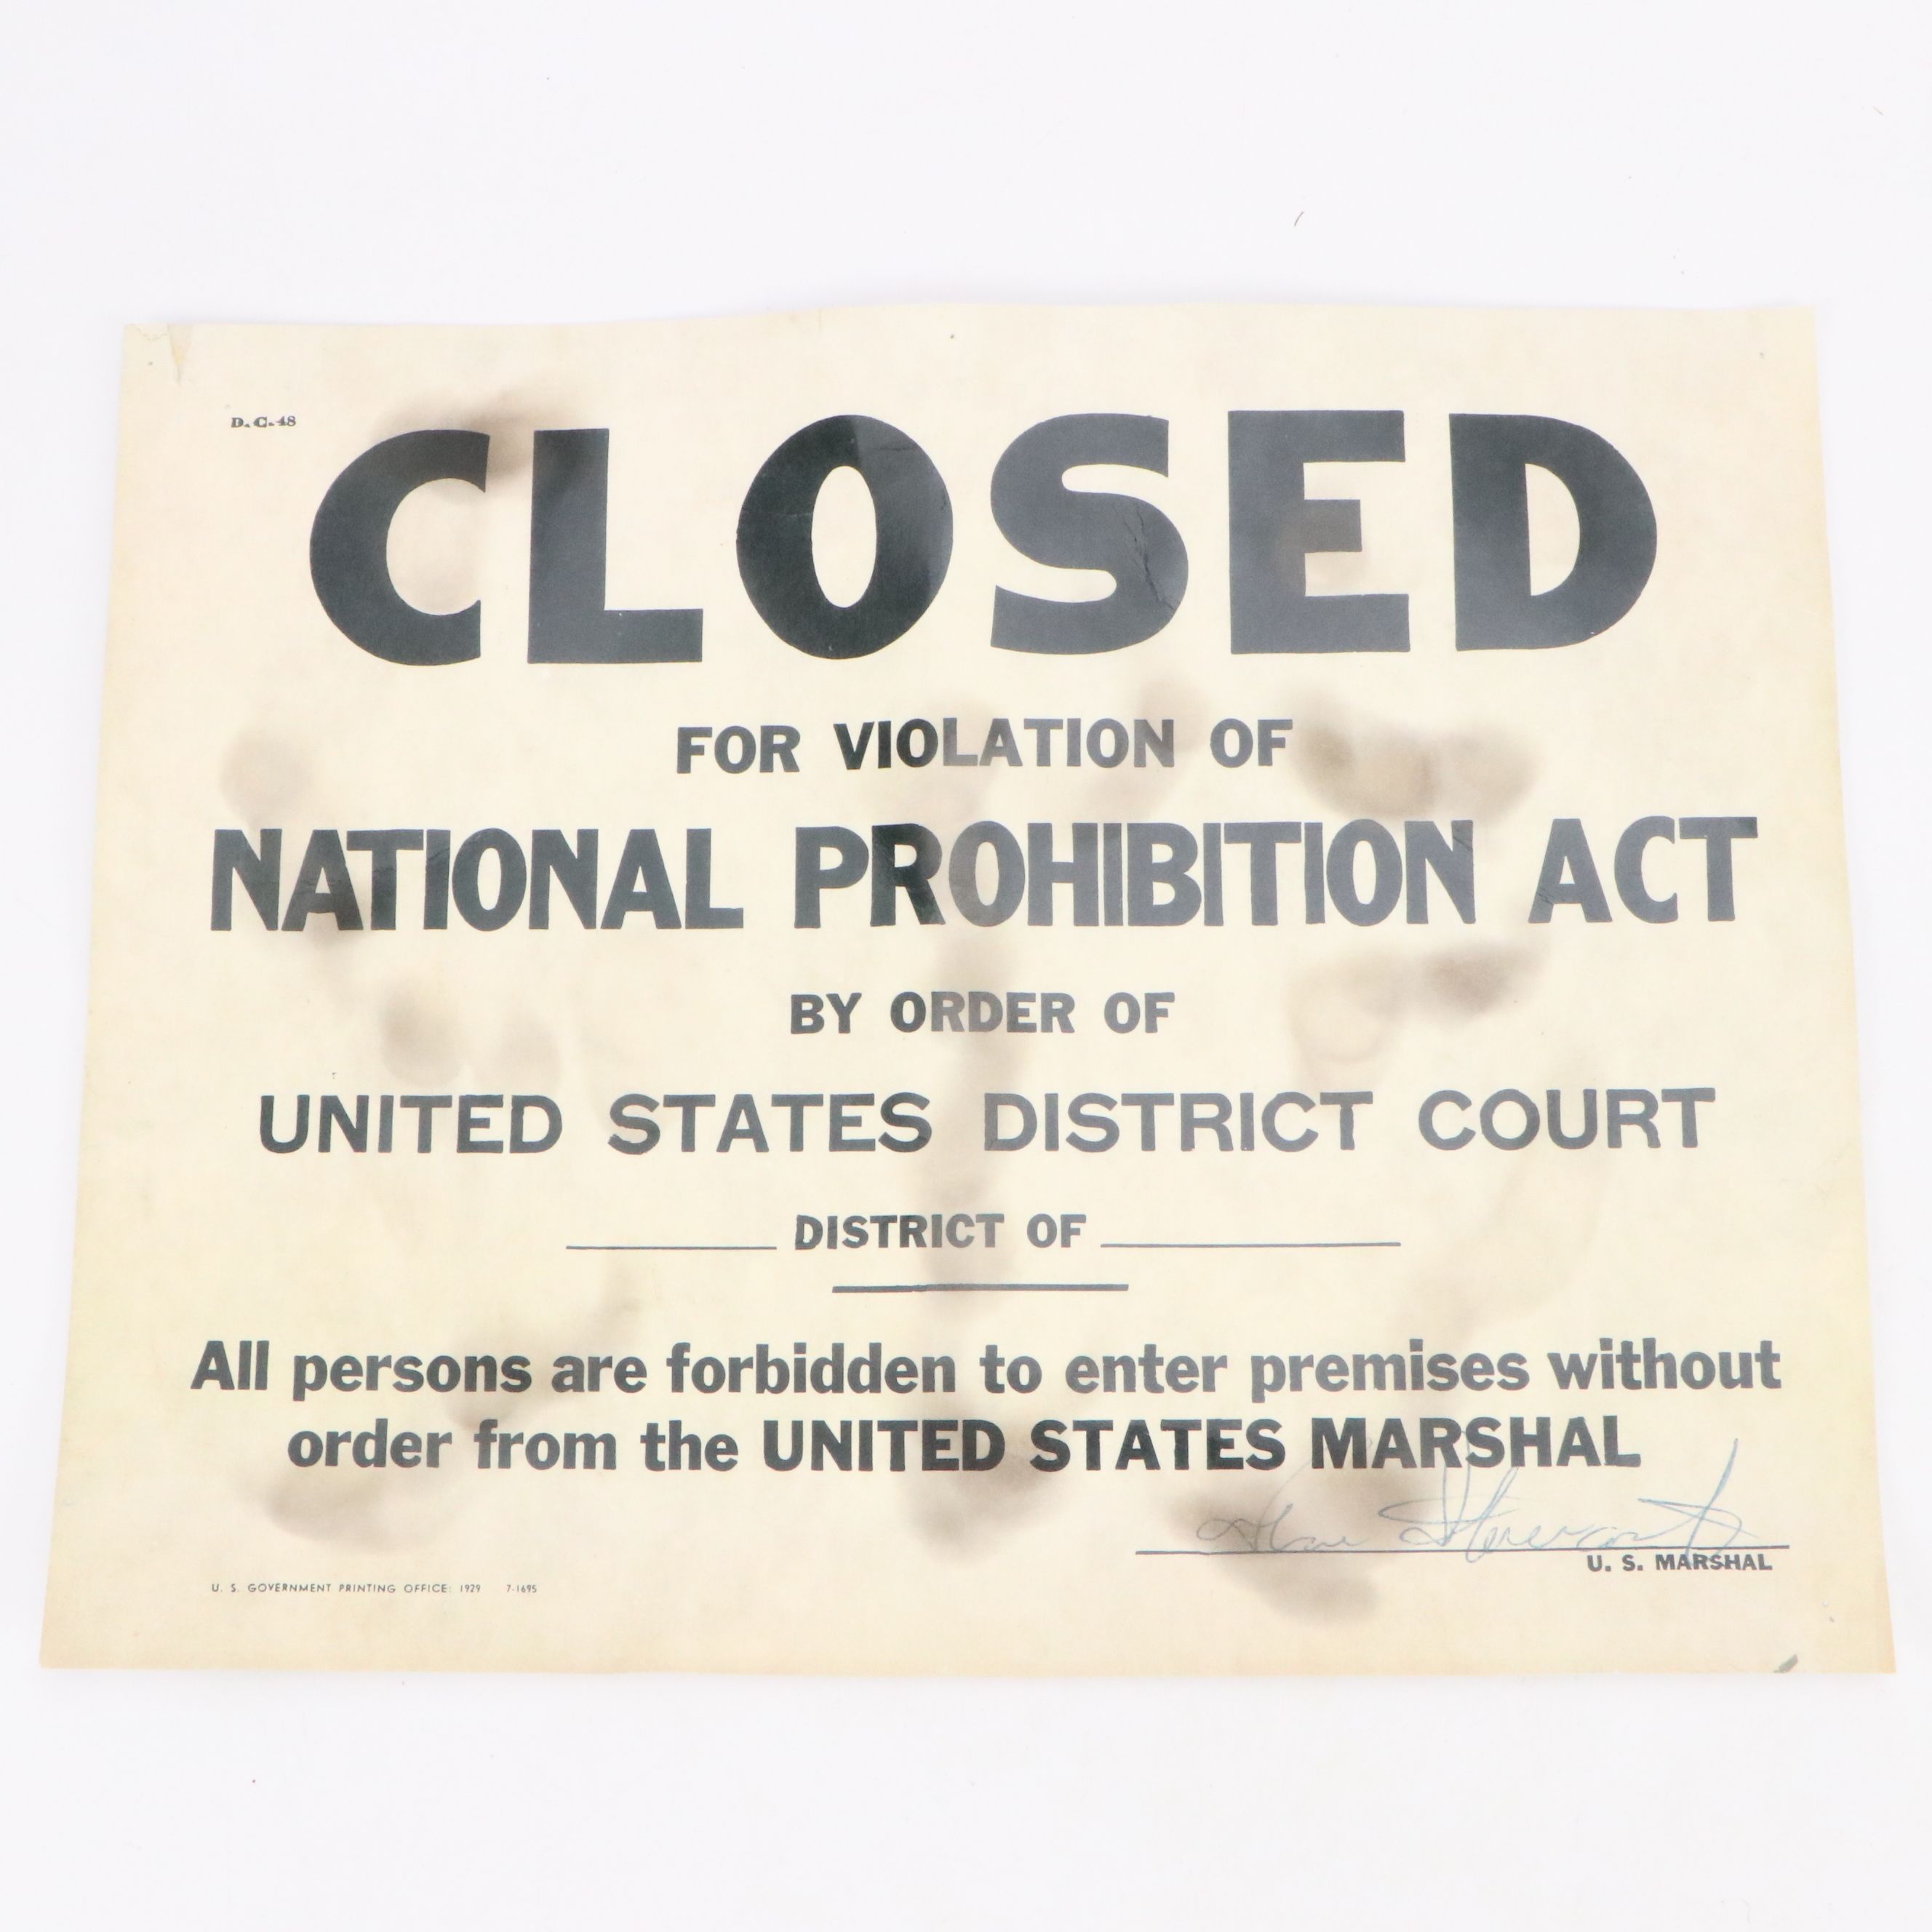 D. C. 48
CLOSED
FOR VIOLATION OF
NATIONAL PROHIBITION ACT
BY ORDER OF
UNITED STATES DISTRICT COURT
DISTRICT OF
All persons are forbidden to enter premises without
order from the UNITED STATES MARSHAL
U. S. MARSHAL
U. S. GOVERNMENT PRINTING OFFICE: 1929 7-1695